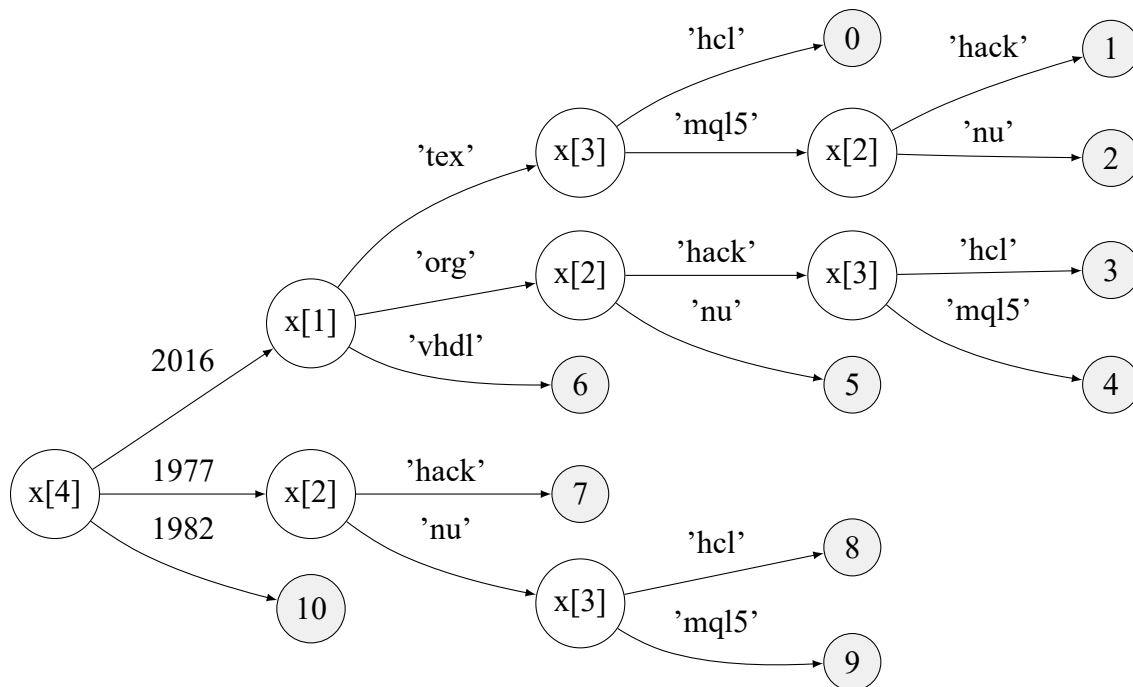 ’hcl’
0
’hack’
1
’tex’
x[3]
’mql5’
x[2]
’nu’
2
’org’
x[2]
’hack’
x[3]
’hcl’
3
x[1]
’nu’
’mql5’
2016
’vhdl’
6
5
4
x[4]
1977
x[2]
’hack’
7
1982
’nu’
’hcl’
8
10
x[3]
’mql5’
9